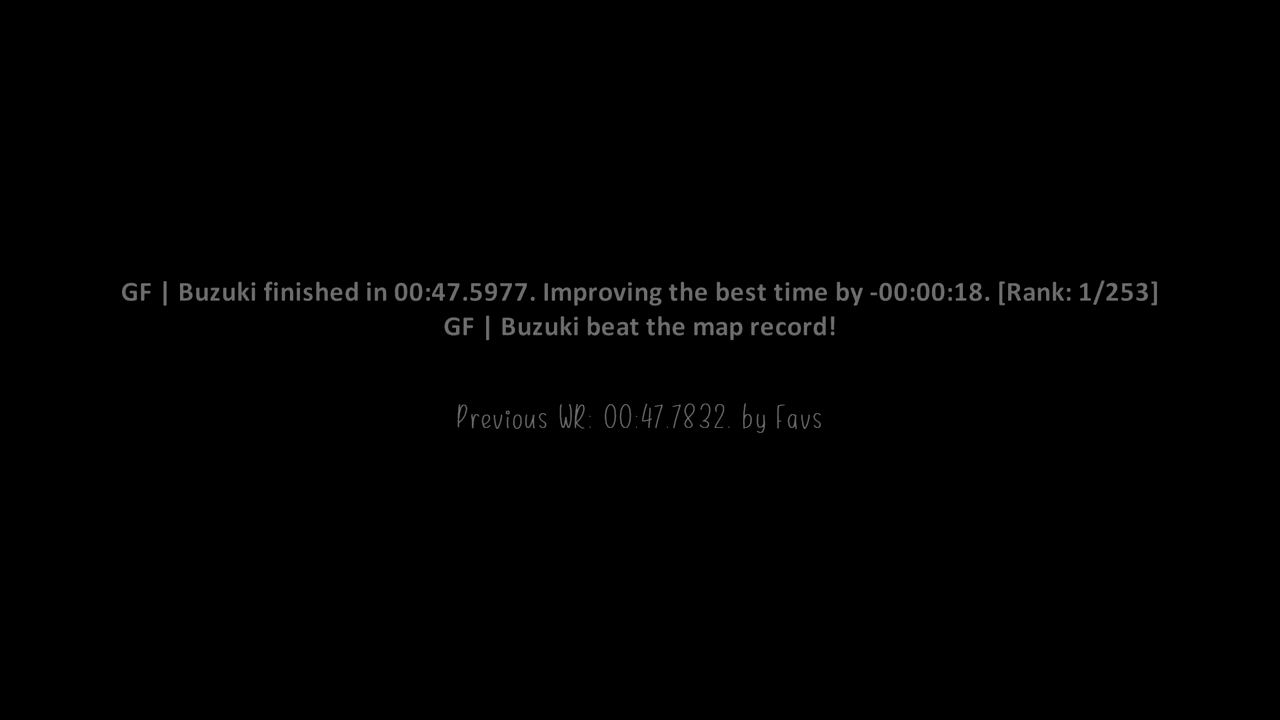 GF | Buzuki finished in 00:47.5977. Improving the best time by -00:00:18. [Rank: 1/253]
GF | Buzuki beat the map record!
Previous WR: 00:47.7832. by Favs